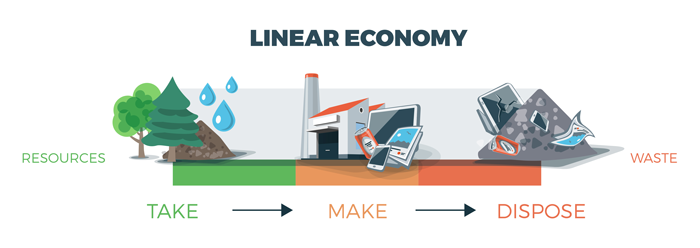 LINEAR ECONOMY
RESOURCES
WASTE
TAKE
MAKE
DISPOSE